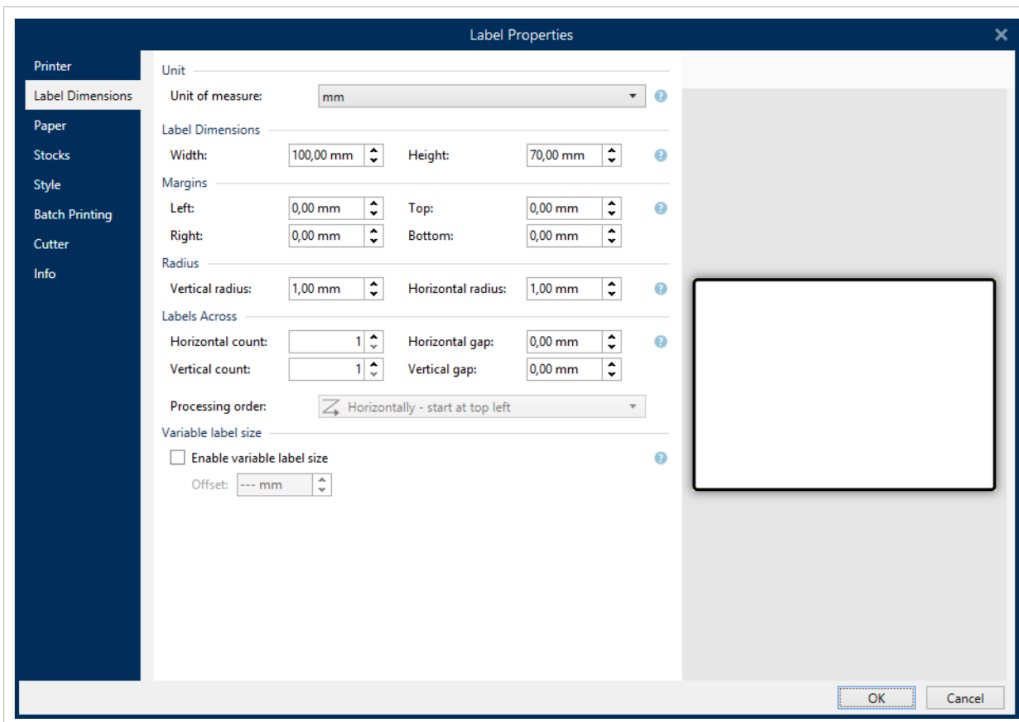 Label Properties
Printer
Label Dimensions
Paper
Stocks
Style
Batch Printing
Cutter
Info
Unit
Unit of measure: mm
Label Dimensions
Width: 100,00 mm Height: 70,00 mm
Margins
Left: 0,00 mm Top: 0,00 mm
Right: 0,00 mm Bottom: 0,00 mm
Radius
Vertical radius: 1,00 mm Horizontal radius: 1,00 mm
Labels Across
Horizontal count: 1 Horizontal gap: 0,00 mm
Vertical count: 1 Vertical gap: 0,00 mm
Processing order: Horizontally - start at top left
Variable label size
Enable variable label size
Offset: --- mm
OK Cancel